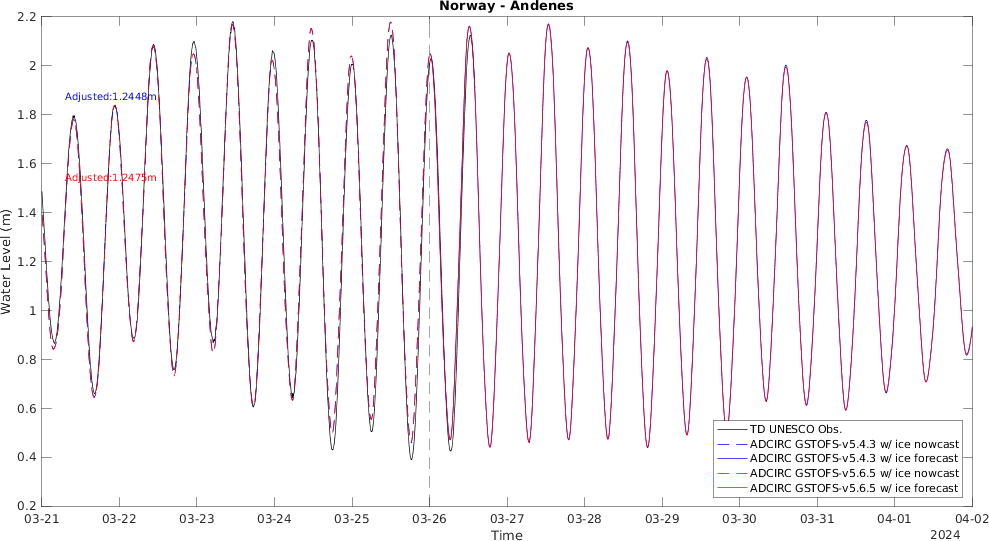 Norway - Andenes
2.2
2
1.8
1.6
1.4
1.2
1
0.8
0.6
0.4
0.2
Water Level (m)
Adjusted:1.2448m
Adjusted:1.2475m
TD UNESCO Obs.
ADCIRC GSTOFS-v5.4.3 w/ ice nowcast
ADCIRC GSTOFS-v5.4.3 w/ ice forecast
ADCIRC GSTOFS-v5.6.5 w/ ice nowcast
ADCIRC GSTOFS-v5.6.5 w/ ice forecast
03-21 03-22 03-23 03-24 03-25 03-26 03-27 03-28 03-29 03-30 03-31 04-01 04-02
Time
2024